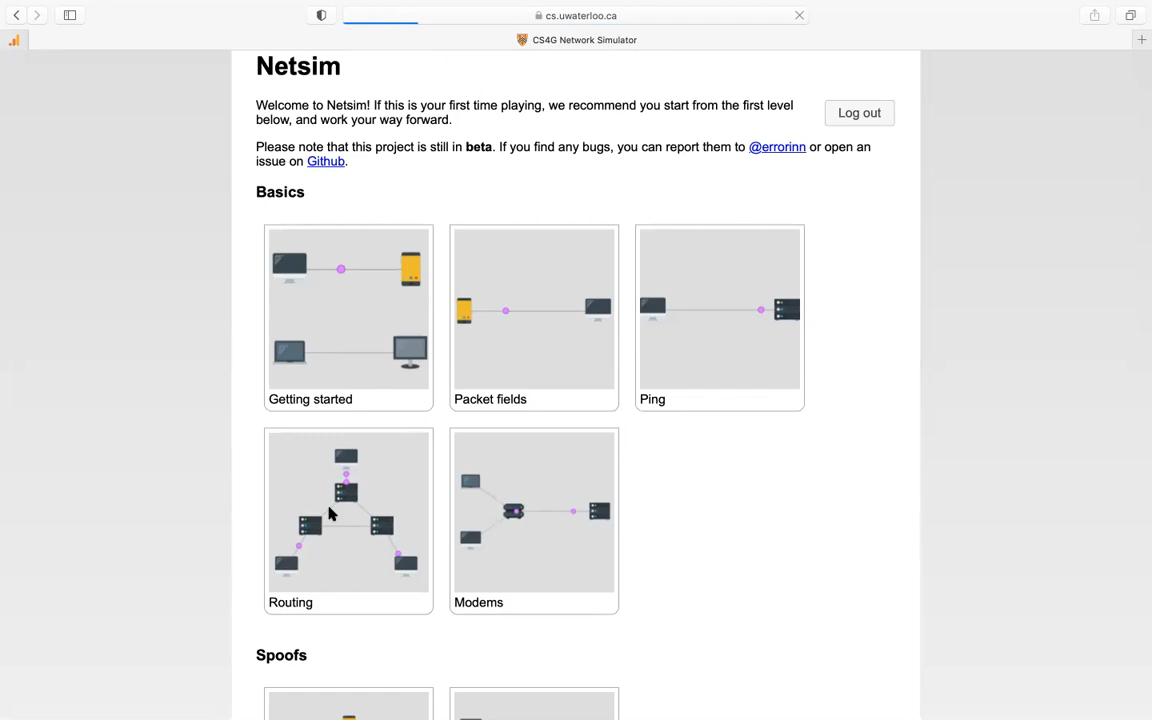 cs.uwaterloo.ca
CS4G Network Simulator
Netsim
Welcome to Netsim! If this is your first time playing, we recommend you start from the first level
below, and work your way forward.
Log out
Please note that this project is still in beta. If you find any bugs, you can report them to @errorinn or open an
issue on Github.
Basics
Getting started
Packet fields
Ping
Routing
Modems
Spoofs